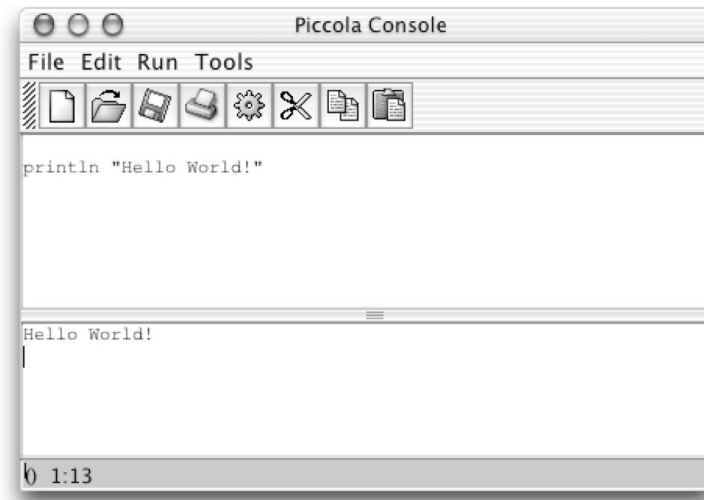 Piccola Console
File Edit Run Tools
println "Hello World!"
Hello World!
() 1:13